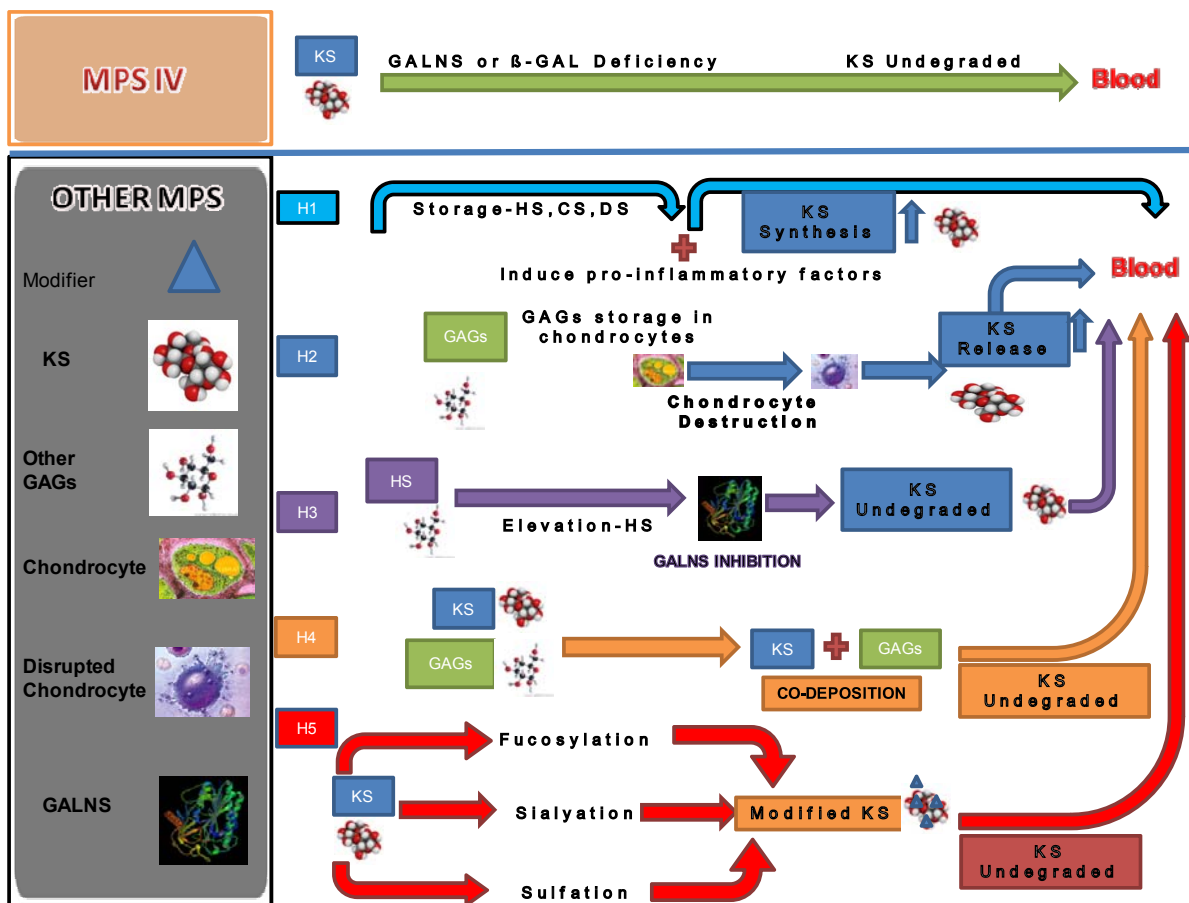 MPS IV
KS
GALNS or ß-GAL Deficiency
KS Undegraded
Blood
OTHER MPS
Modifier
KS
Other
GAGs
Chondrocyte
Disrupted
Chondrocyte
GALNS
H1
Storage-HS,CS,DS
KS
Synthesis
Induce pro-inflammatory factors
Blood
H2
GAGs
GAGs storage in
chondrocytes
Chondrocyte
Destruction
KS
Release
H3
HS
Elevation-HS
GALNS INHIBITION
KS
Undegraded
H4
KS
GAGs
KS
GAGs
CO-DEPOSITION
KS
Undegraded
H5
KS
Fucosylation
Sialyation
Sulfation
Modified KS
KS
Undegraded